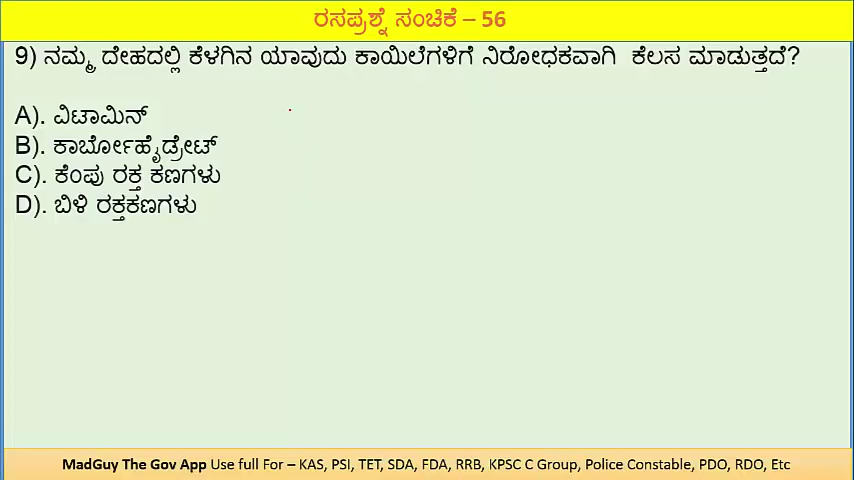 ರಸಪ್ರಶ್ನೆ ಸಂಚಿಕೆ – 56
9) ನಮ್ಮ ದೇಹದಲ್ಲಿ ಕೆಳಗಿನ ಯಾವುದು ಕಾಯಿಲೆಗಳಿಗೆ ನಿರೋಧಕವಾಗಿ ಕೆಲಸ ಮಾಡುತ್ತದೆ?
A). ವಿಟಾಮಿನ್
B). ಕಾರ್ಬೋಹೈಡ್ರೇಟ್
C). ಕೆಂಪು ರಕ್ತ ಕಣಗಳು
D). ಬಿಳಿ ರಕ್ತಕಣಗಳು
MadGuy The Gov App Use full For – KAS, PSI, TET, SDA, FDA, RRB, KPSC C Group, Police Constable, PDO, RDO, Etc